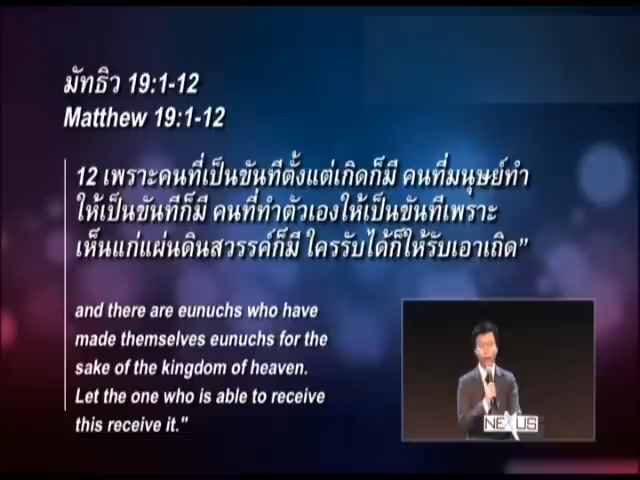 มัทธิว 19:1-12
Matthew 19:1-12
12 เพราะคนที่เป็นขันทีตั้งแต่เกิดก็มี คนที่มนุษย์ทำ
ให้เป็นขันทีก็มี คนที่ทำตัวเองให้เป็นขันทีเพราะ
เห็นแก่แผ่นดินสวรรค์ก็มี ใครรับได้ก็ให้รับเอาเถิด”
and there are eunuchs who have
made themselves eunuchs for the
sake of the kingdom of heaven.
Let the one who is able to receive
this receive it."
NEXUS